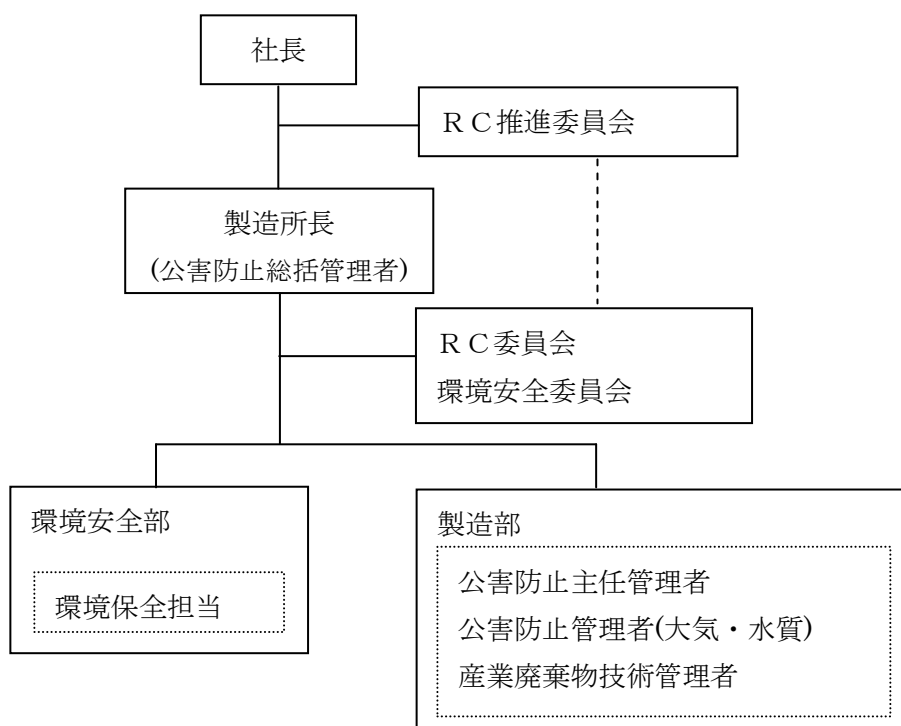 社長
ＲＣ推進委員会
製造所長
(公害防止総括管理者)
ＲＣ委員会
環境安全委員会
環境安全部
環境保全担当
製造部
公害防止主任管理者
公害防止管理者(大気・水質)
産業廃棄物技術管理者